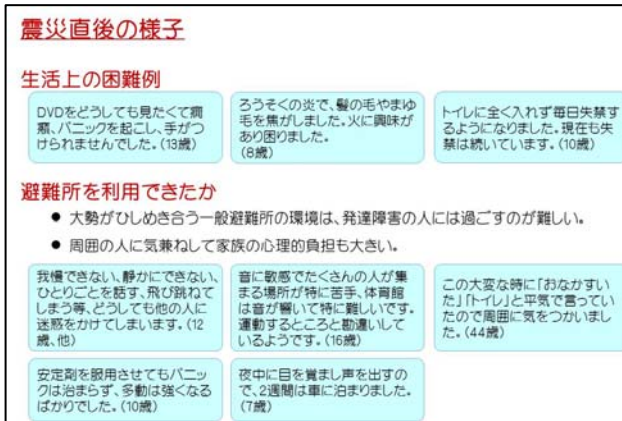 震災直後の様子
生活上の困難例
DVDをどうしても見たくて癇
癪、パニックを起こし、手がつ
けられませんでした。(13歳)
ろうそくの炎で、髪の毛やまゆ
毛を焦がしました。火に興味が
あり困りました。
(8歳)
トイレに全く入れず毎日失禁す
るようになりました。現在も失
禁は続いています。(10歳)
避難所を利用できたか
● 大勢がひしめき合う一般避難所の環境は、発達障害の人には過ごすのが難しい。
● 周囲の人に気兼ねして家族の心理的負担も大きい。
我慢できない、静かにできない、
ひとりごとを話す、飛び跳ねて
しまう等、どうしても他の人に
迷惑をかけてしまいます。(12
歳、他)
音に敏感でたくさんの人が集
まる場所が特に苦手、体育館
は音が響いて特に難しいです。
運動するところと勘違いして
いるようです。(16歳)
この大変な時に「おなかすい
た」「トイレ」と平気で言ってい
たので周囲に気をつかいまし
た。(44歳)
安定剤を服用させてもパニッ
クは治まらず、多動は強くなる
ばかりでした。(10歳)
夜中に目を覚まし声を出すの
で、2週間は車に泊まりました。
(7歳)